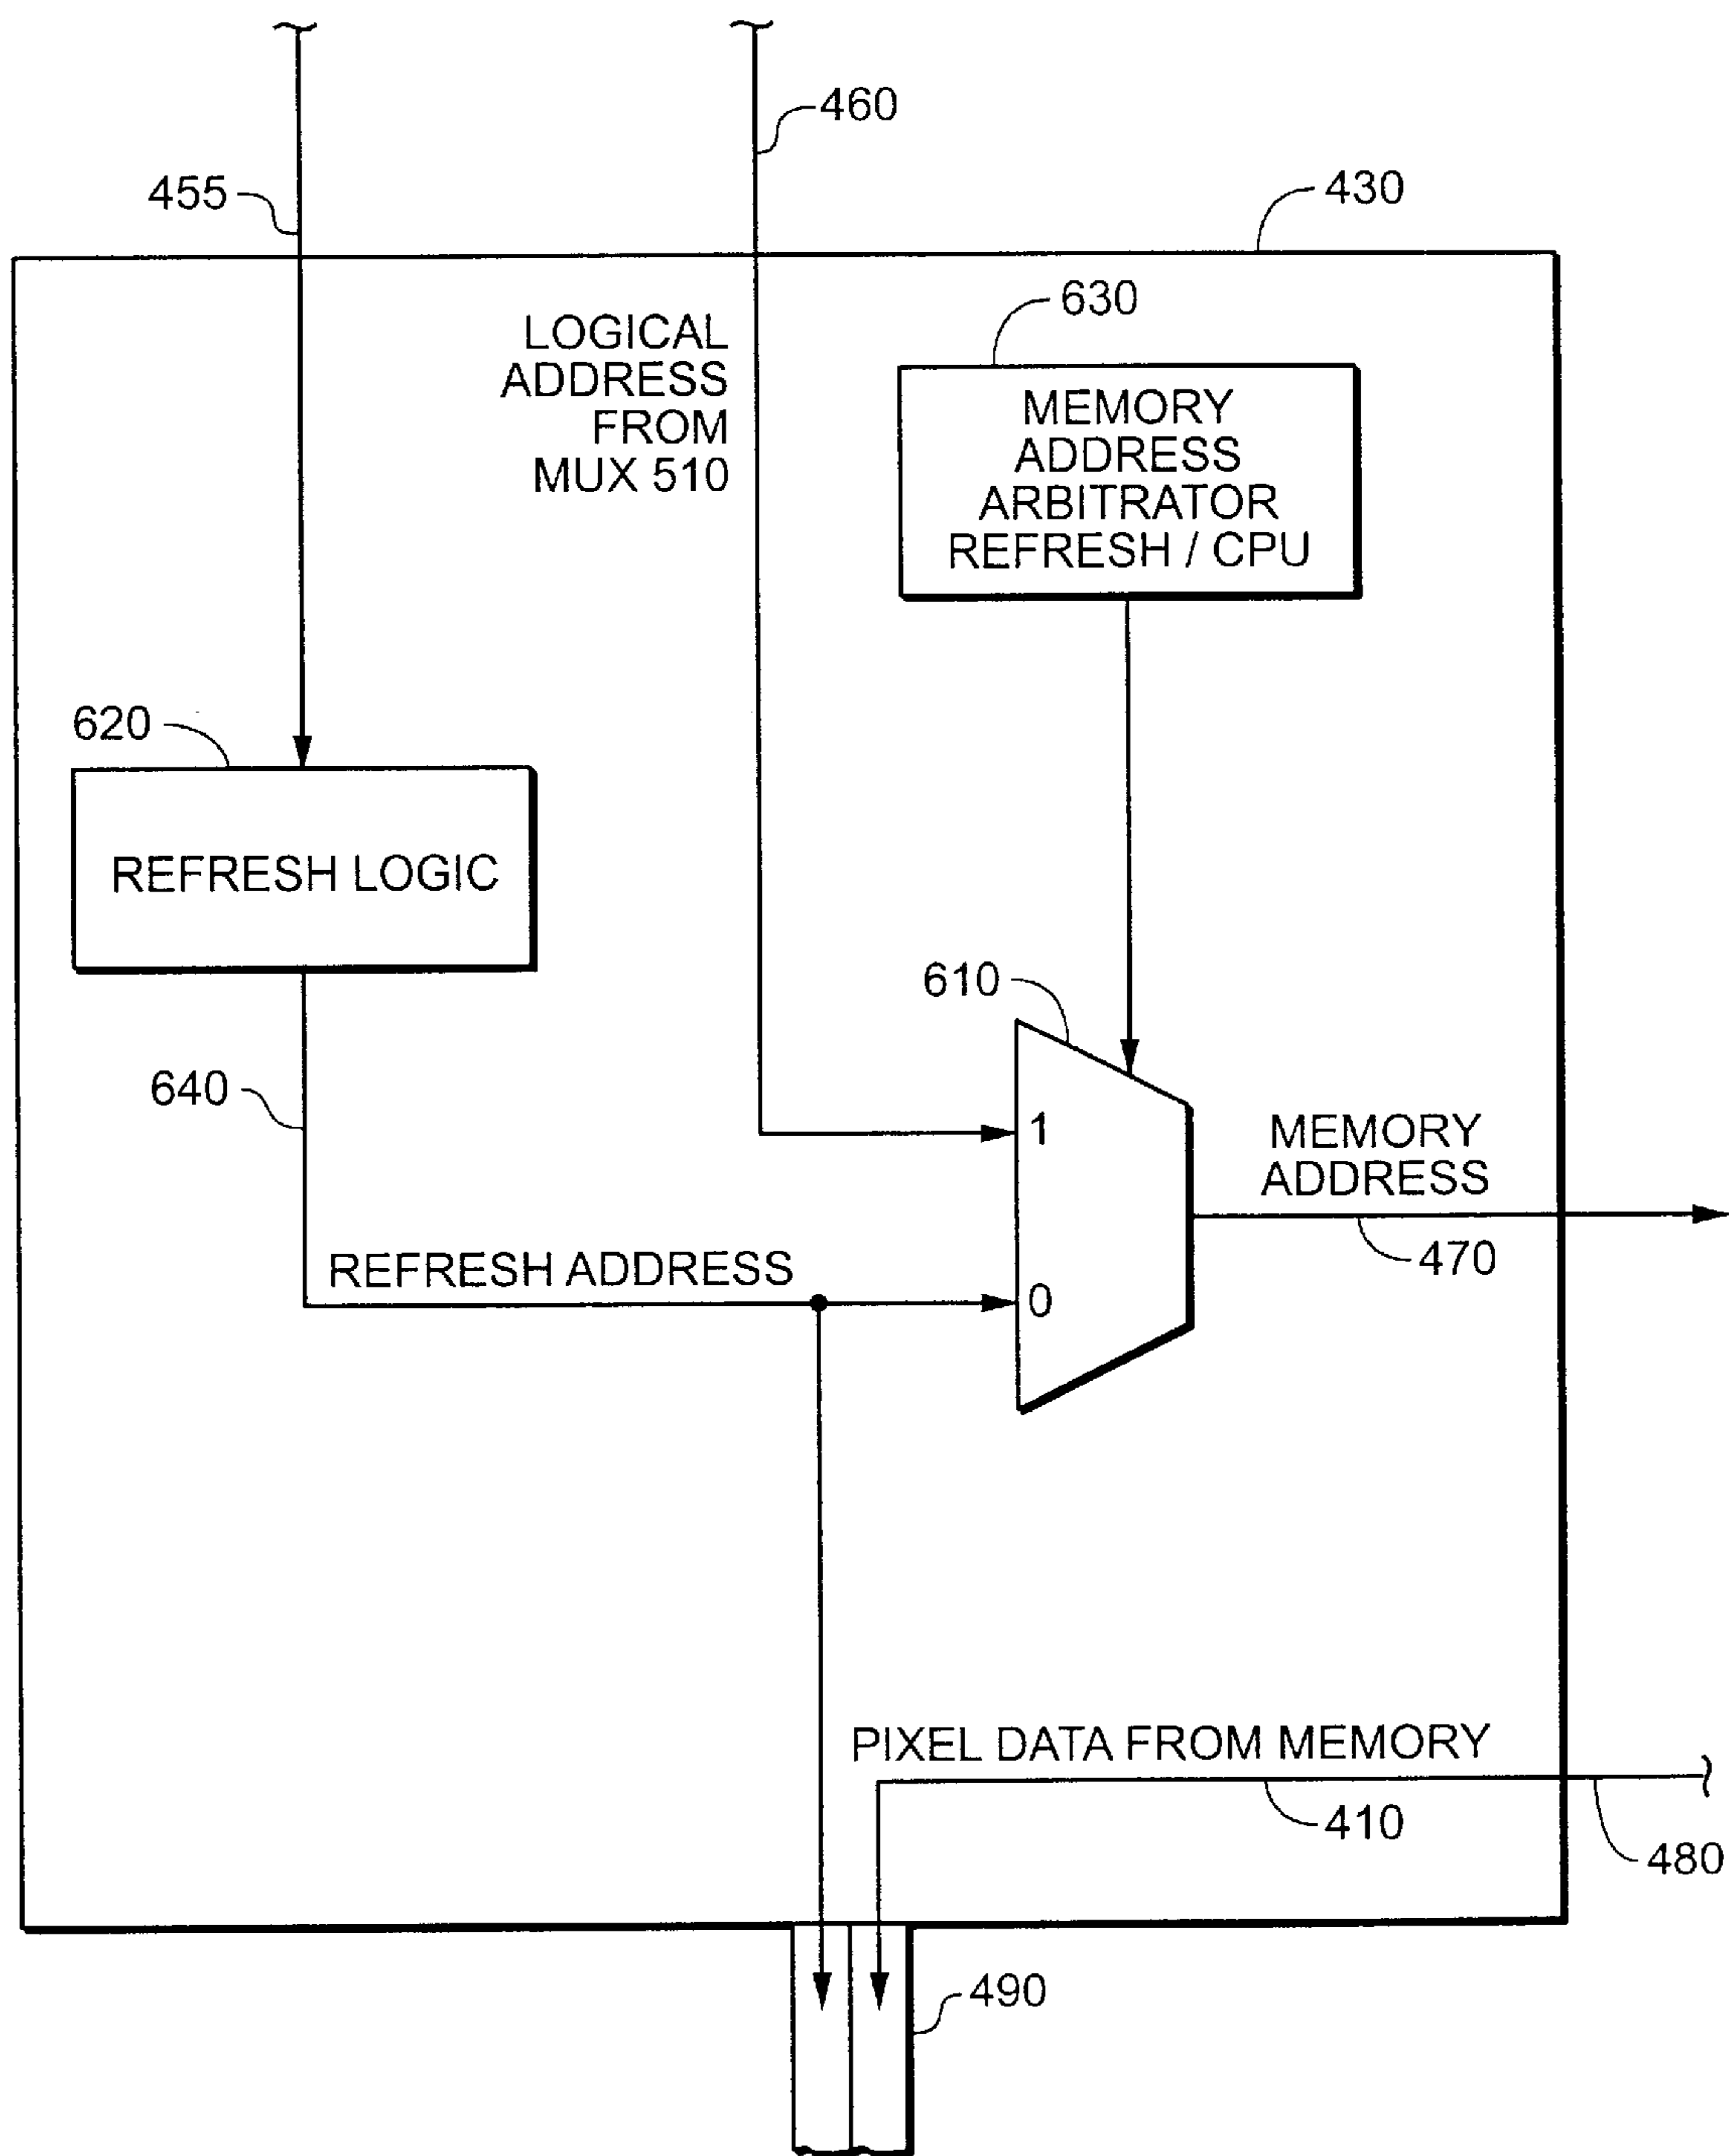 460
455
430
630
LOGICAL
ADDRESS
FROM
MUX 510
MEMORY
ADDRESS
ARBITRATOR
REFRESH / CPU
620
REFRESH LOGIC
610
640
1
MEMORY
ADDRESS
470
REFRESH ADDRESS
0
PIXEL DATA FROM MEMORY
410
480
490